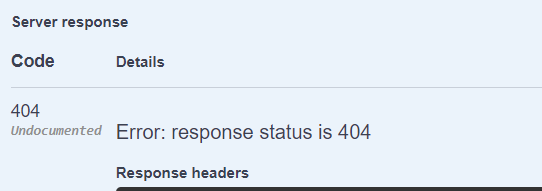 Server response
Code Details
404
Undocumented
Error: response status is 404
Response headers